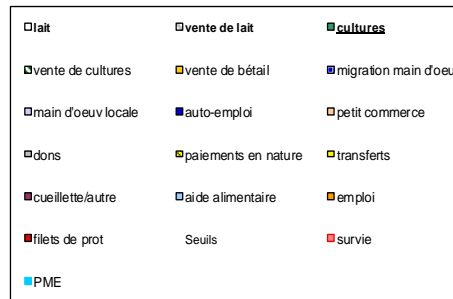 lait vente de lait cultures
vente de cultures vente de bétail migration main d'oeu
main d'oeuv locale auto-emploi petit commerce
dons paiements en nature transferts
cueillette/autre aide alimentaire emploi
filets de prot Seuils survie
PME